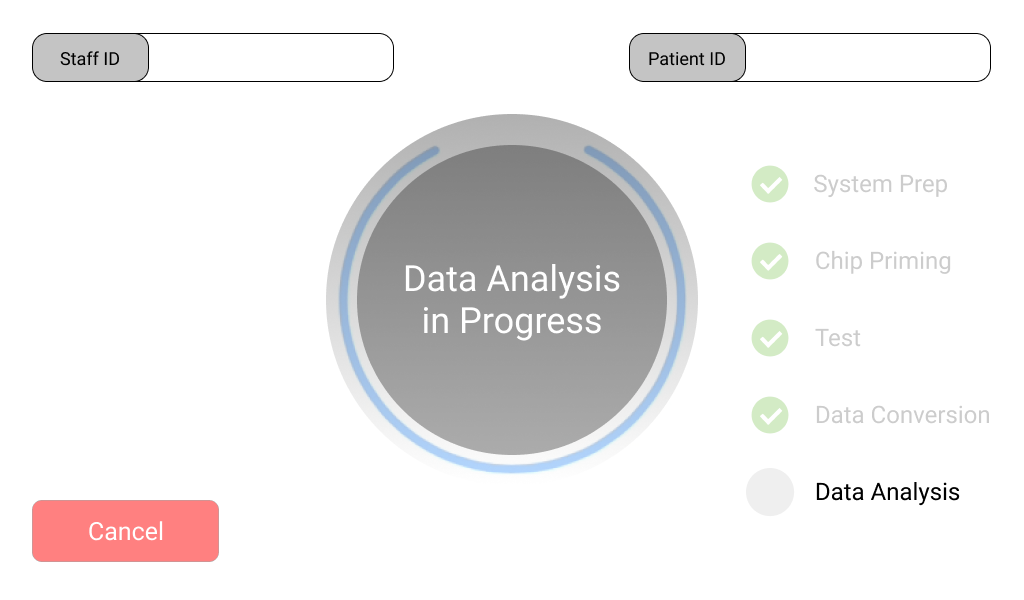 Staff ID
Patient ID
Data Analysis
in Progress
System Prep
Chip Priming
Test
Data Conversion
Data Analysis
Cancel